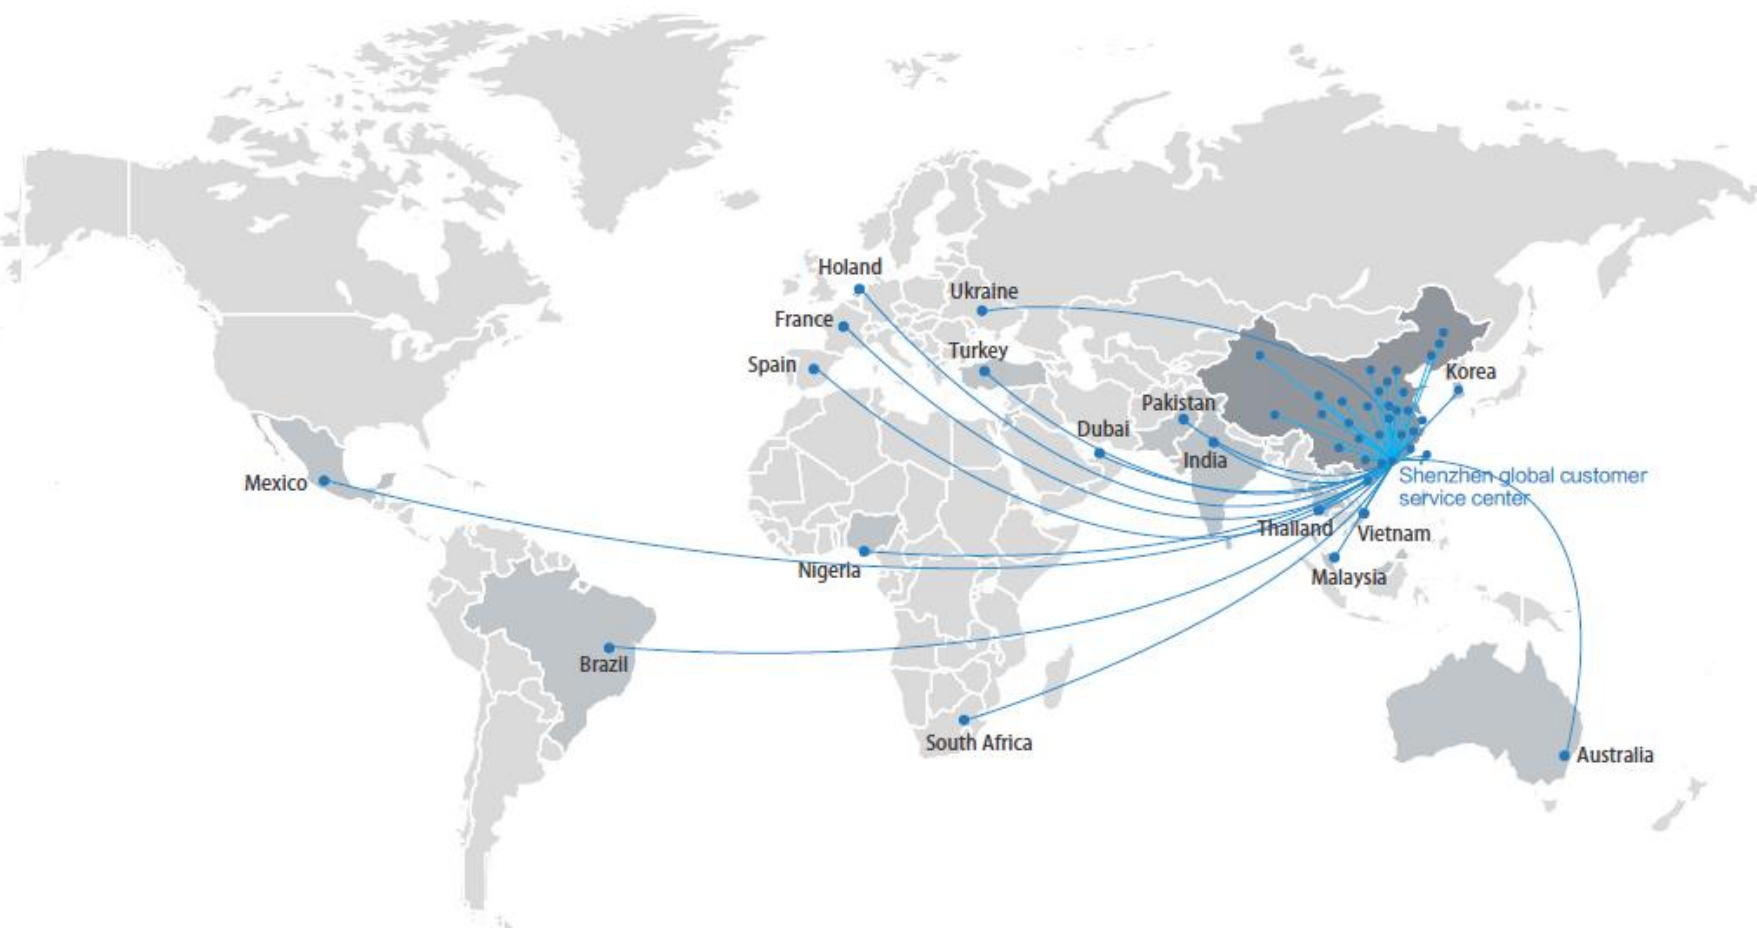 Holand
Ukraine
France
Turkey
Spain
Korea
Pakistan
Dubai
India
Mexico
Shenzhen global customer
service center
Thailand
Vietnam
Nigeria
Malaysia
Brazil
South Africa
Australia